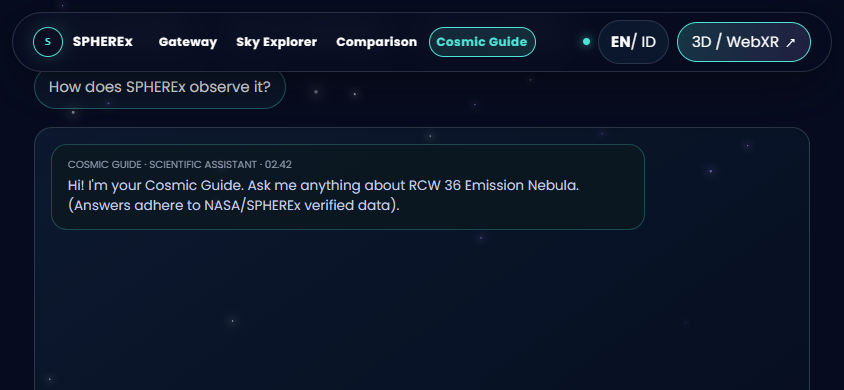 S
SPHEREx
Gateway
Sky Explorer
Comparison
Cosmic Guide
EN/ ID
3D / WebXR ↗
How does SPHEREx observe it?
COSMIC GUIDE · SCIENTIFIC ASSISTANT · 02.42
Hi! I'm your Cosmic Guide. Ask me anything about RCW 36 Emission Nebula.
(Answers adhere to NASA/SPHEREx verified data).